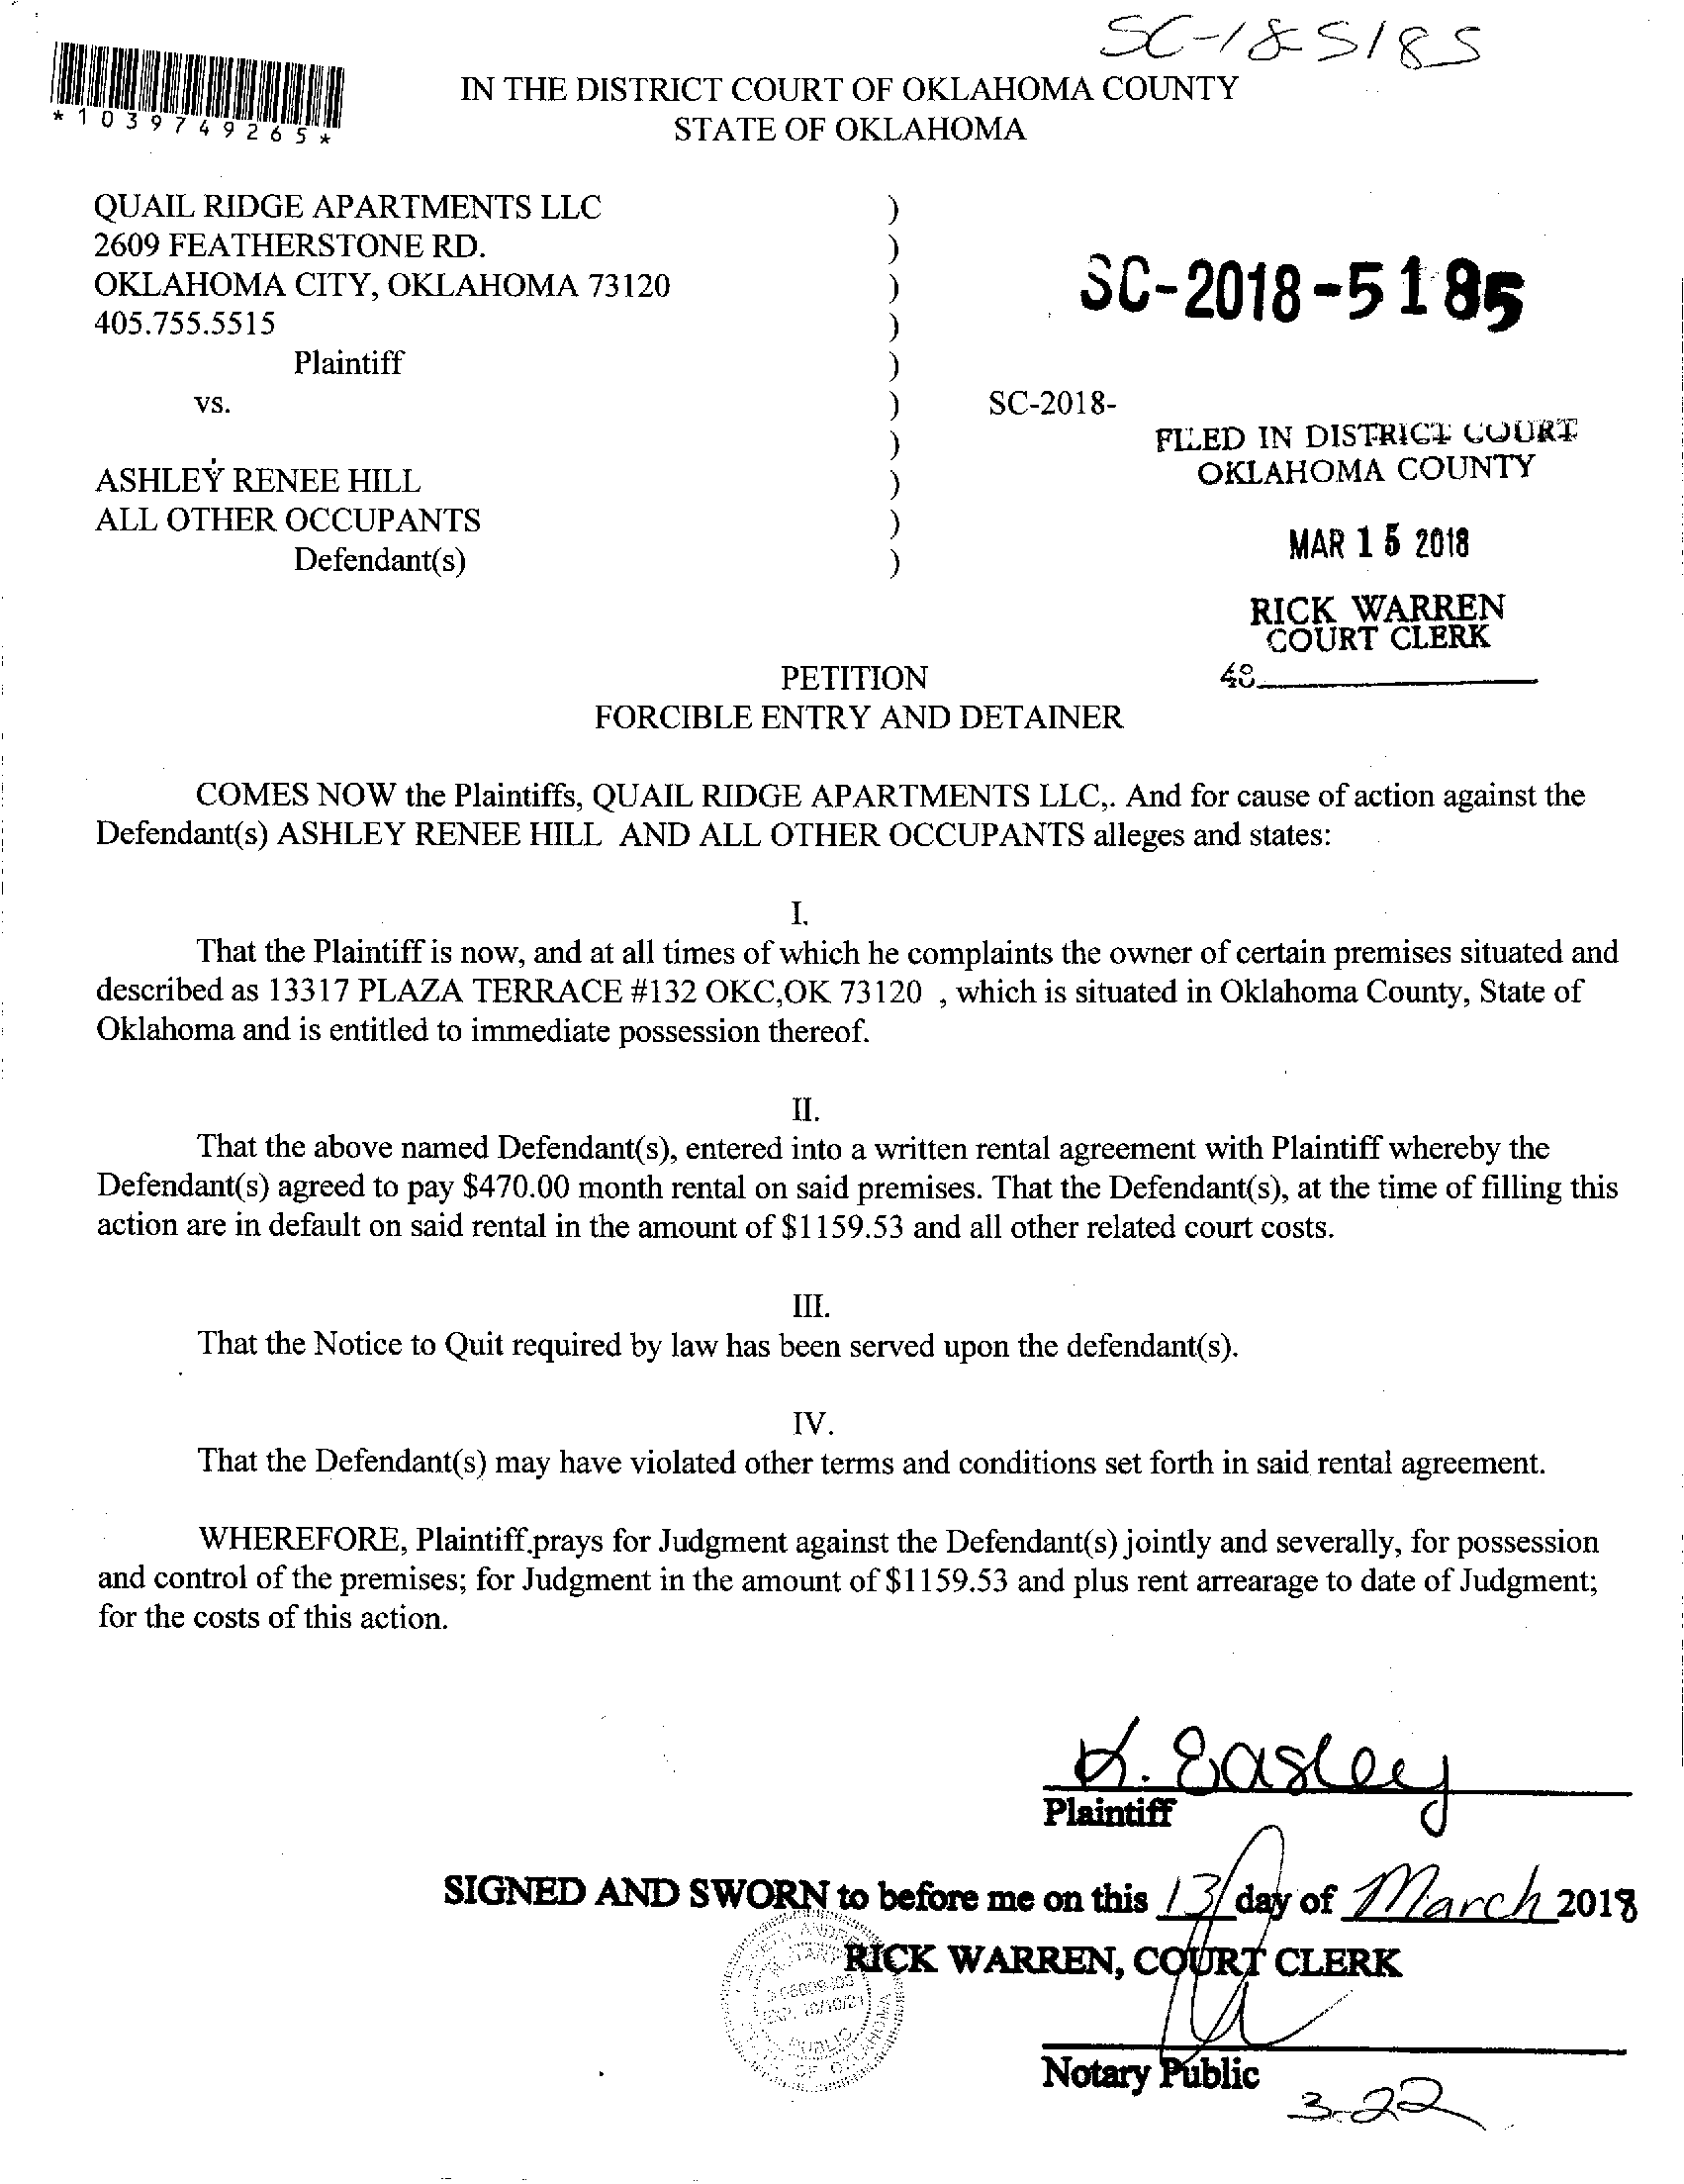 SC-18-5185
*1039749265*
IN THE DISTRICT COURT OF OKLAHOMA COUNTY
STATE OF OKLAHOMA
QUAIL RIDGE APARTMENTS LLC )
2609 FEATHERSTONE RD. )
OKLAHOMA CITY, OKLAHOMA 73120 )
405.755.5515 )
Plaintiff )
SC-2018-5185
vs. ) SC-2018-
)
ASHLEY RENEE HILL )
ALL OTHER OCCUPANTS )
Defendant(s) )
FILED IN DISTRICT COURT
OKLAHOMA COUNTY
MAR 15 2018
RICK WARREN
COURT CLERK
48
PETITION
FORCIBLE ENTRY AND DETAINER
COMES NOW the Plaintiffs, QUAIL RIDGE APARTMENTS LLC,. And for cause of action against the
Defendant(s) ASHLEY RENEE HILL AND ALL OTHER OCCUPANTS alleges and states:
I.
That the Plaintiff is now, and at all times of which he complaints the owner of certain premises situated and
described as 13317 PLAZA TERRACE #132 OKC,OK 73120 , which is situated in Oklahoma County, State of
Oklahoma and is entitled to immediate possession thereof.
II.
That the above named Defendant(s), entered into a written rental agreement with Plaintiff whereby the
Defendant(s) agreed to pay $470.00 month rental on said premises. That the Defendant(s), at the time of filling this
action are in default on said rental in the amount of $1159.53 and all other related court costs.
III.
That the Notice to Quit required by law has been served upon the defendant(s).
IV.
That the Defendant(s) may have violated other terms and conditions set forth in said rental agreement.
WHEREFORE, Plaintiff prays for Judgment against the Defendant(s) jointly and severally, for possession
and control of the premises; for Judgment in the amount of $1159.53 and plus rent arrearage to date of Judgment;
for the costs of this action.
K. Easley
Plaintiff
SIGNED AND SWORN to before me on this 13 day of March 2018
RICK WARREN, COURT CLERK
PUBLIC
Notary Public
3-22